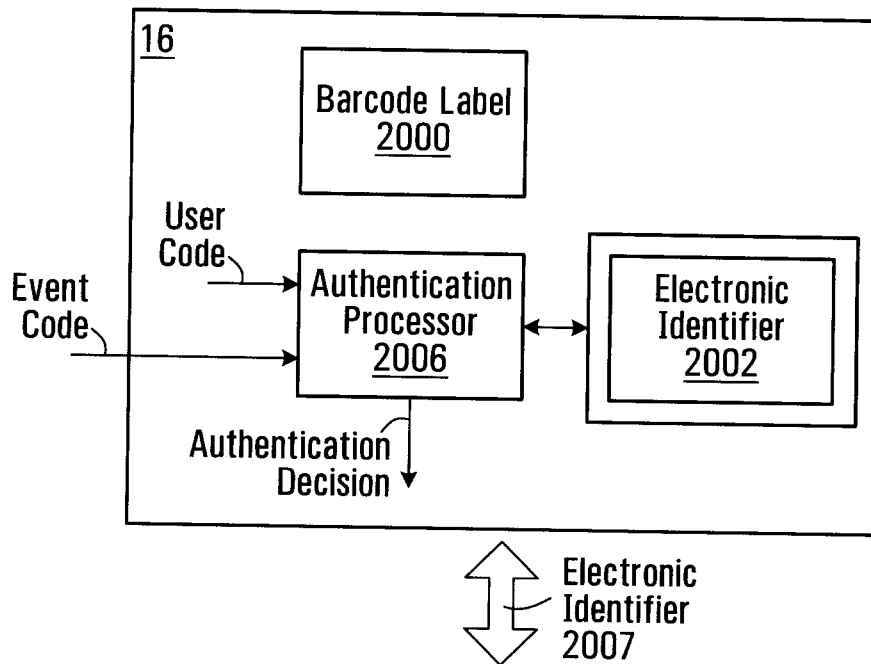 16
Barcode Label
2000
User
Code
Event
Code
Authentication
Processor
2006
Electronic
Identifier
2002
Authentication
Decision
Electronic
Identifier
2007